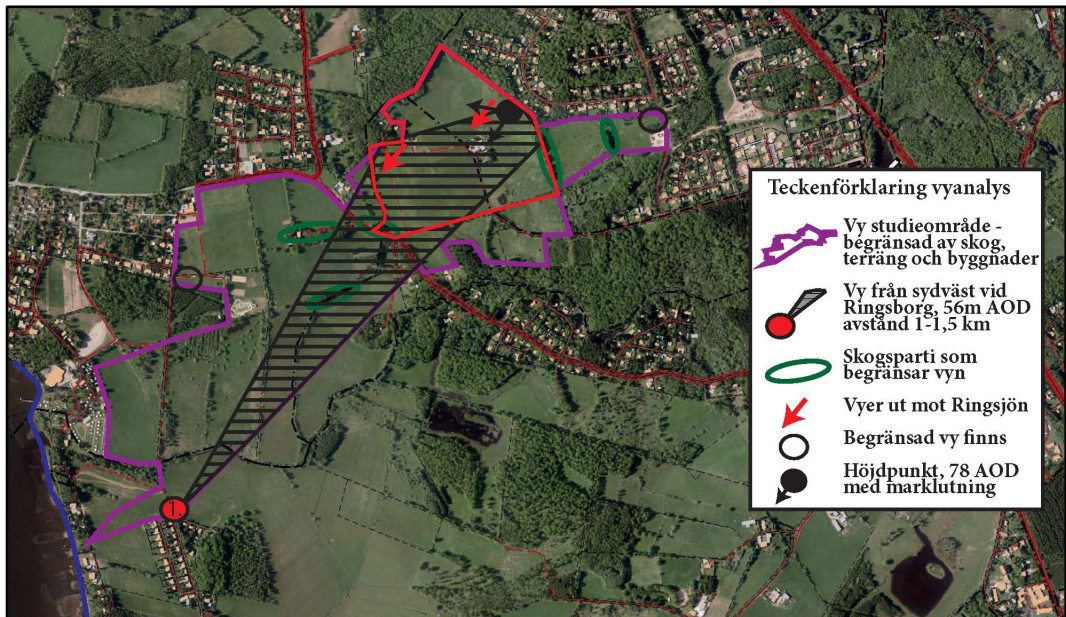 Teckenförklaring vyanalys
Vy studieområde -
begränsad av skog,
terräng och byggnader
Vy från sydväst vid
Ringsborg, 56m AOD
avstånd 1-1,5 km
Skogsparti som
begränsar vyn
Vyer ut mot Ringsjön
Begränsad vy finns
Höjdpunkt, 78 AOD
med marklutning
1.